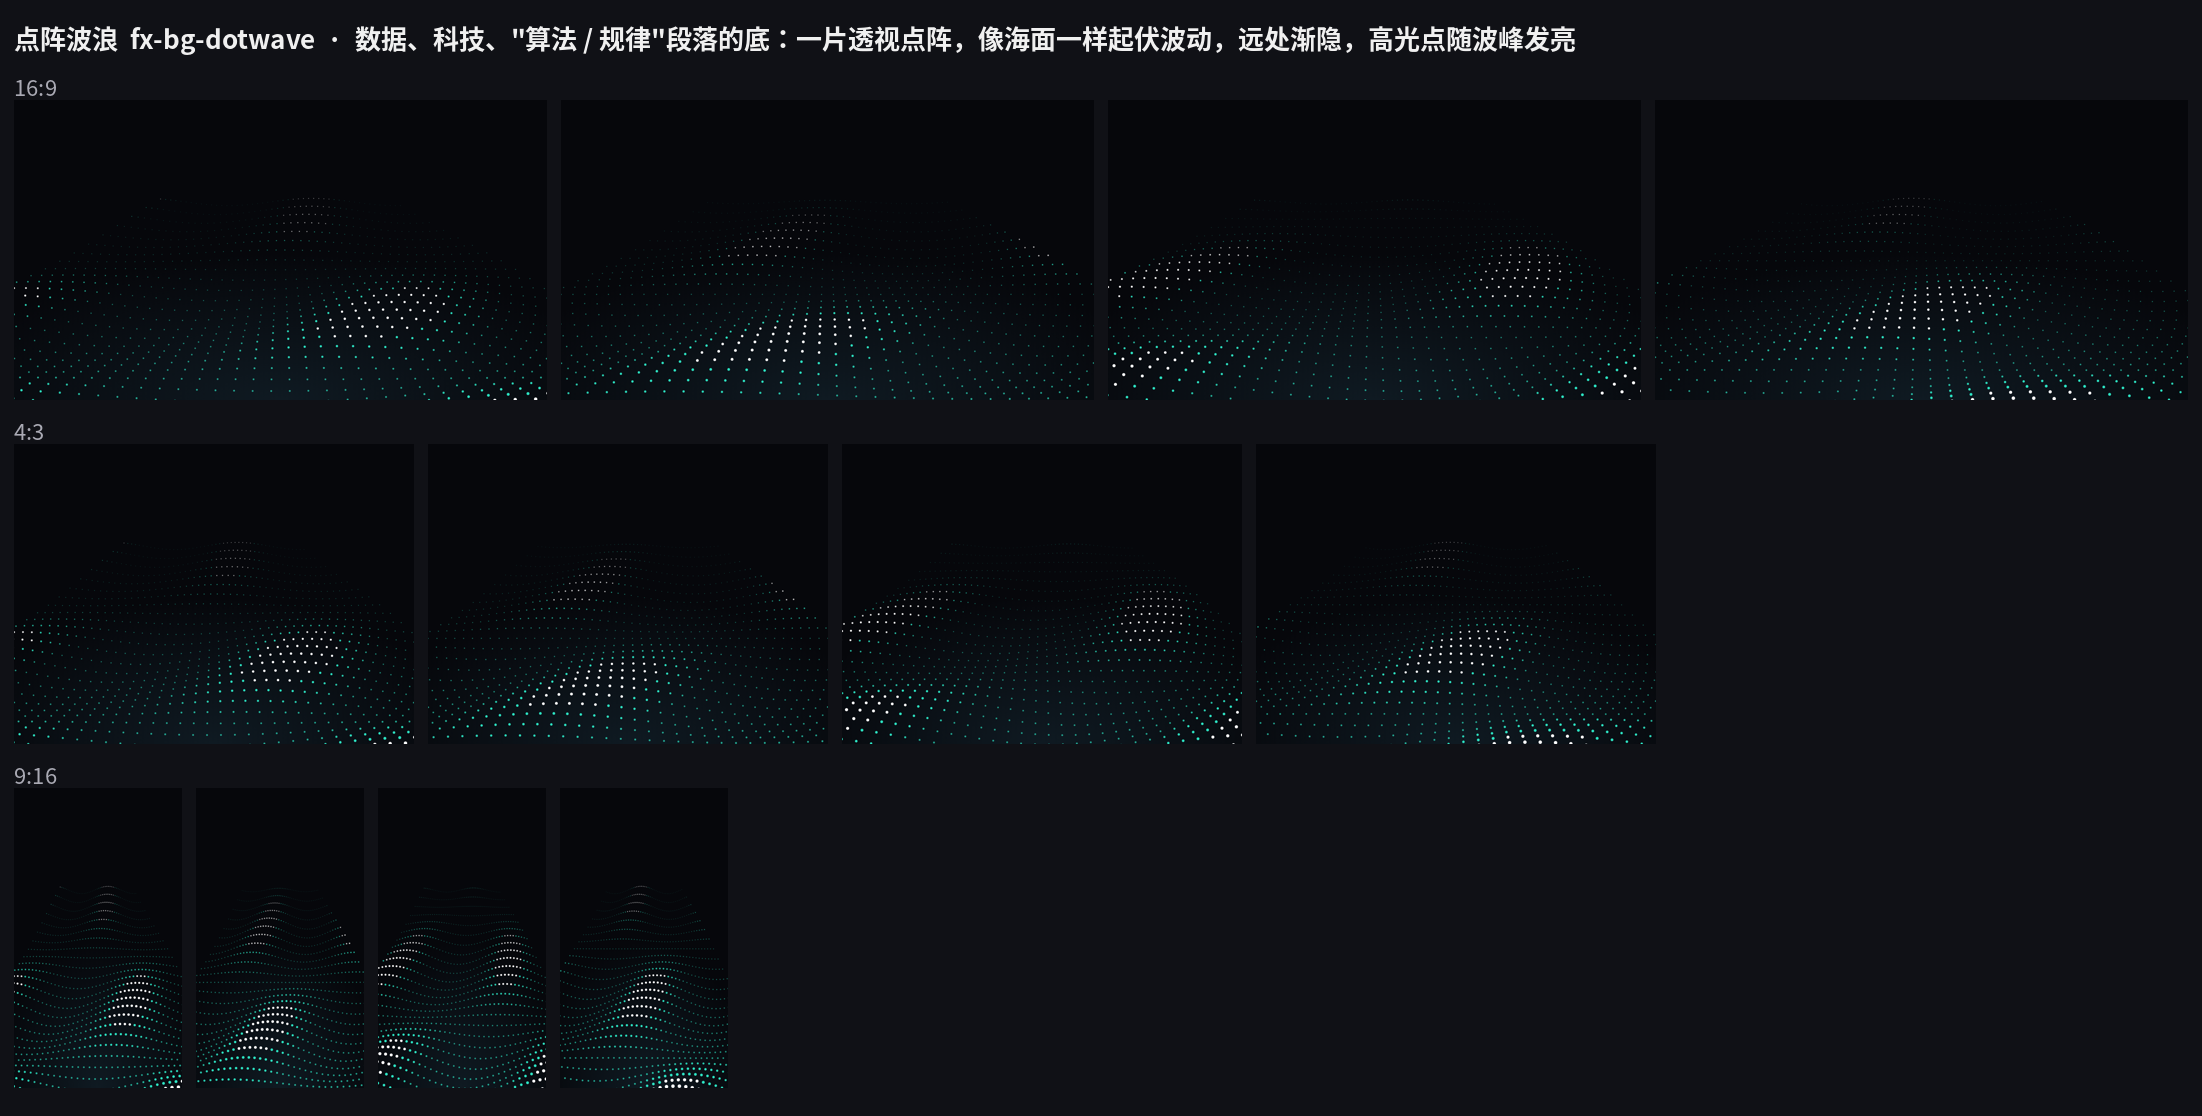 点阵波浪 fx-bg-dotwave · 数据、科技、"算法 / 规律"段落的底：一片透视点阵，像海面一样起伏波动，远处渐隐，高光点随波峰发亮
16:9
4:3
9:16